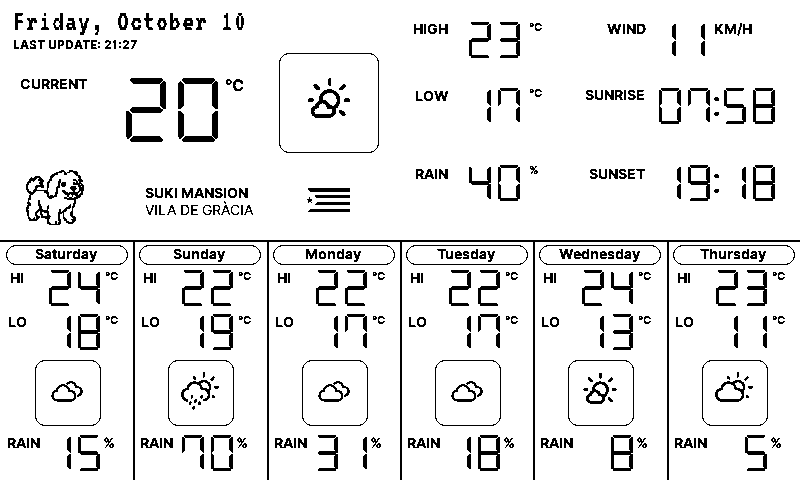 Friday, October 10
LAST UPDATE: 21:27
CURRENT 20 °C
HIGH 23 °C
WIND 11 KM/H
LOW 17 °C
SUNRISE 07:58
RAIN 40 %
SUNSET 19:18
SUKI MANSION
VILA DE GRÀCIA
Saturday
HI 24 °C
LO 18 °C
RAIN 15 %
Sunday
HI 22 °C
LO 19 °C
RAIN 70 %
Monday
HI 22 °C
LO 17 °C
RAIN 31 %
Tuesday
HI 22 °C
LO 17 °C
RAIN 18 %
Wednesday
HI 24 °C
LO 13 °C
RAIN 8 %
Thursday
HI 23 °C
LO 11 °C
RAIN 5 %